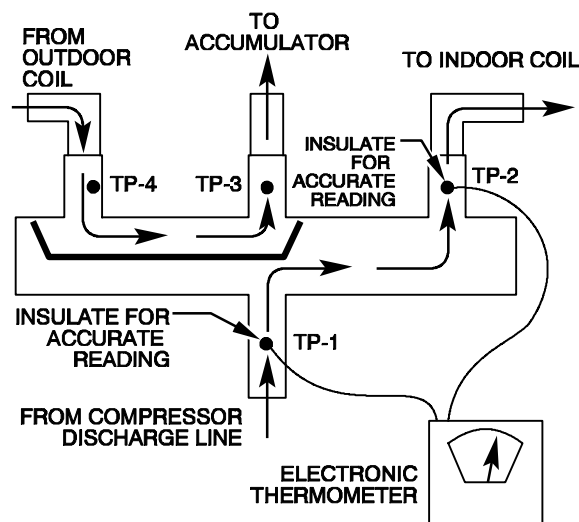 FROM
OUTDOOR
COIL
TO
ACCUMULATOR
TO INDOOR COIL
INSULATE
FOR
ACCURATE
READING
TP-4
TP-3
TP-2
INSULATE FOR
ACCURATE
READING
TP-1
FROM COMPRESSOR
DISCHARGE LINE
ELECTRONIC
THERMOMETER